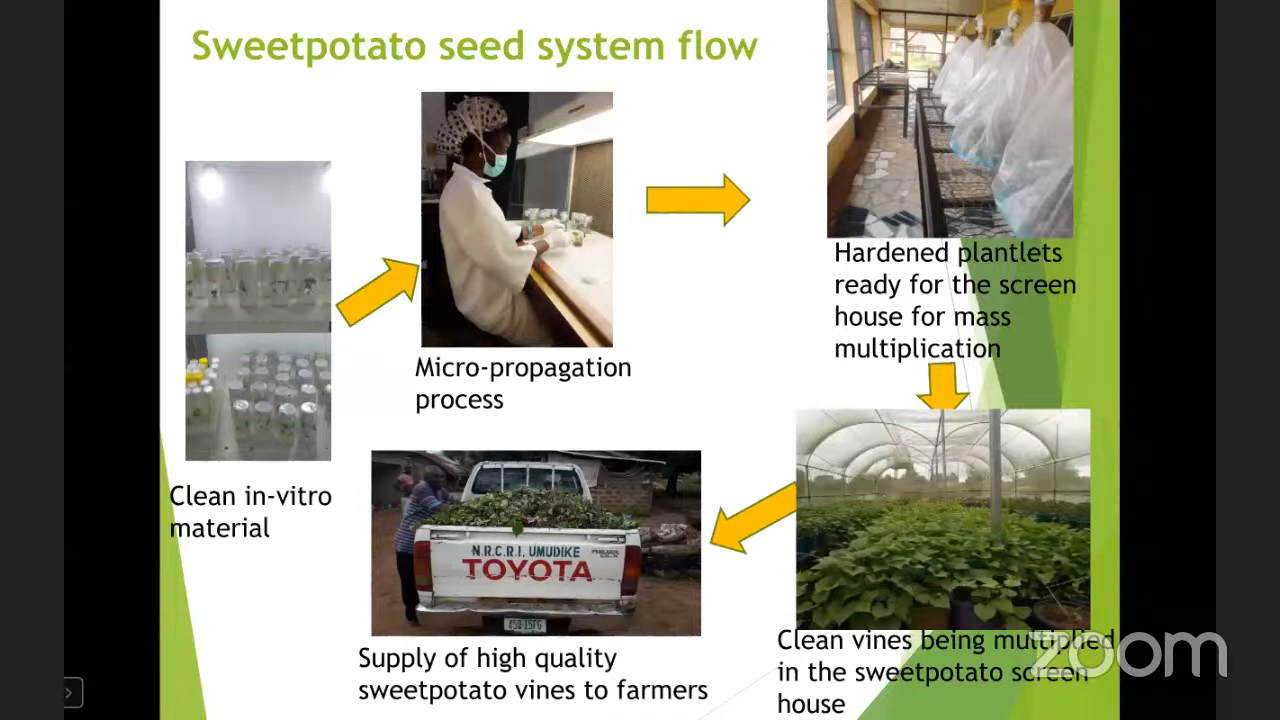 Sweetpotato seed system flow
Clean in-vitro
material
Micro-propagation
process
Hardened plantlets
ready for the screen
house for mass
multiplication
Clean vines being multiplied
in the sweetpotato screen
house
N.R.C.R.I, UMUDIKE
TOYOTA
Supply of high quality
sweetpotato vines to farmers
zoom